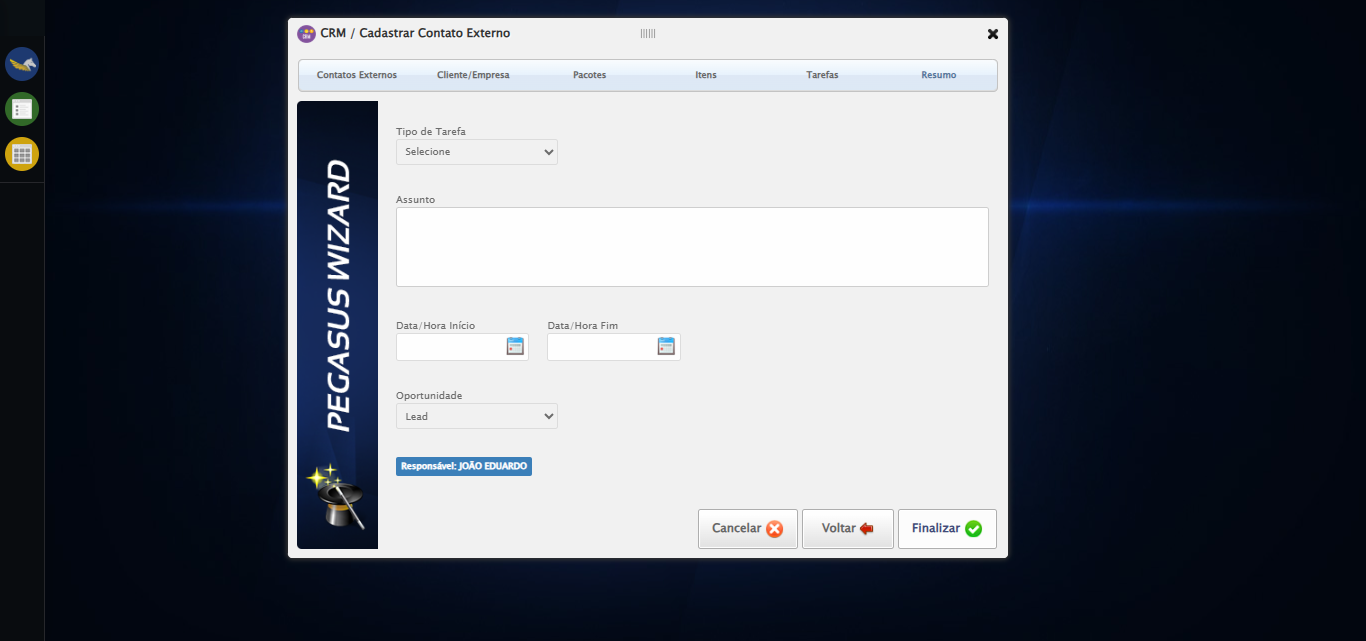 CRM / Cadastrar Contato Externo
Contatos Externos Cliente/Empresa Pacotes Itens Tarefas Resumo
PEGASUS WIZARD
Tipo de Tarefa
Selecione
Assunto
Data/Hora Início Data/Hora Fim
Oportunidade
Lead
Responsável: JOÃO EDUARDO
Cancelar Voltar Finalizar